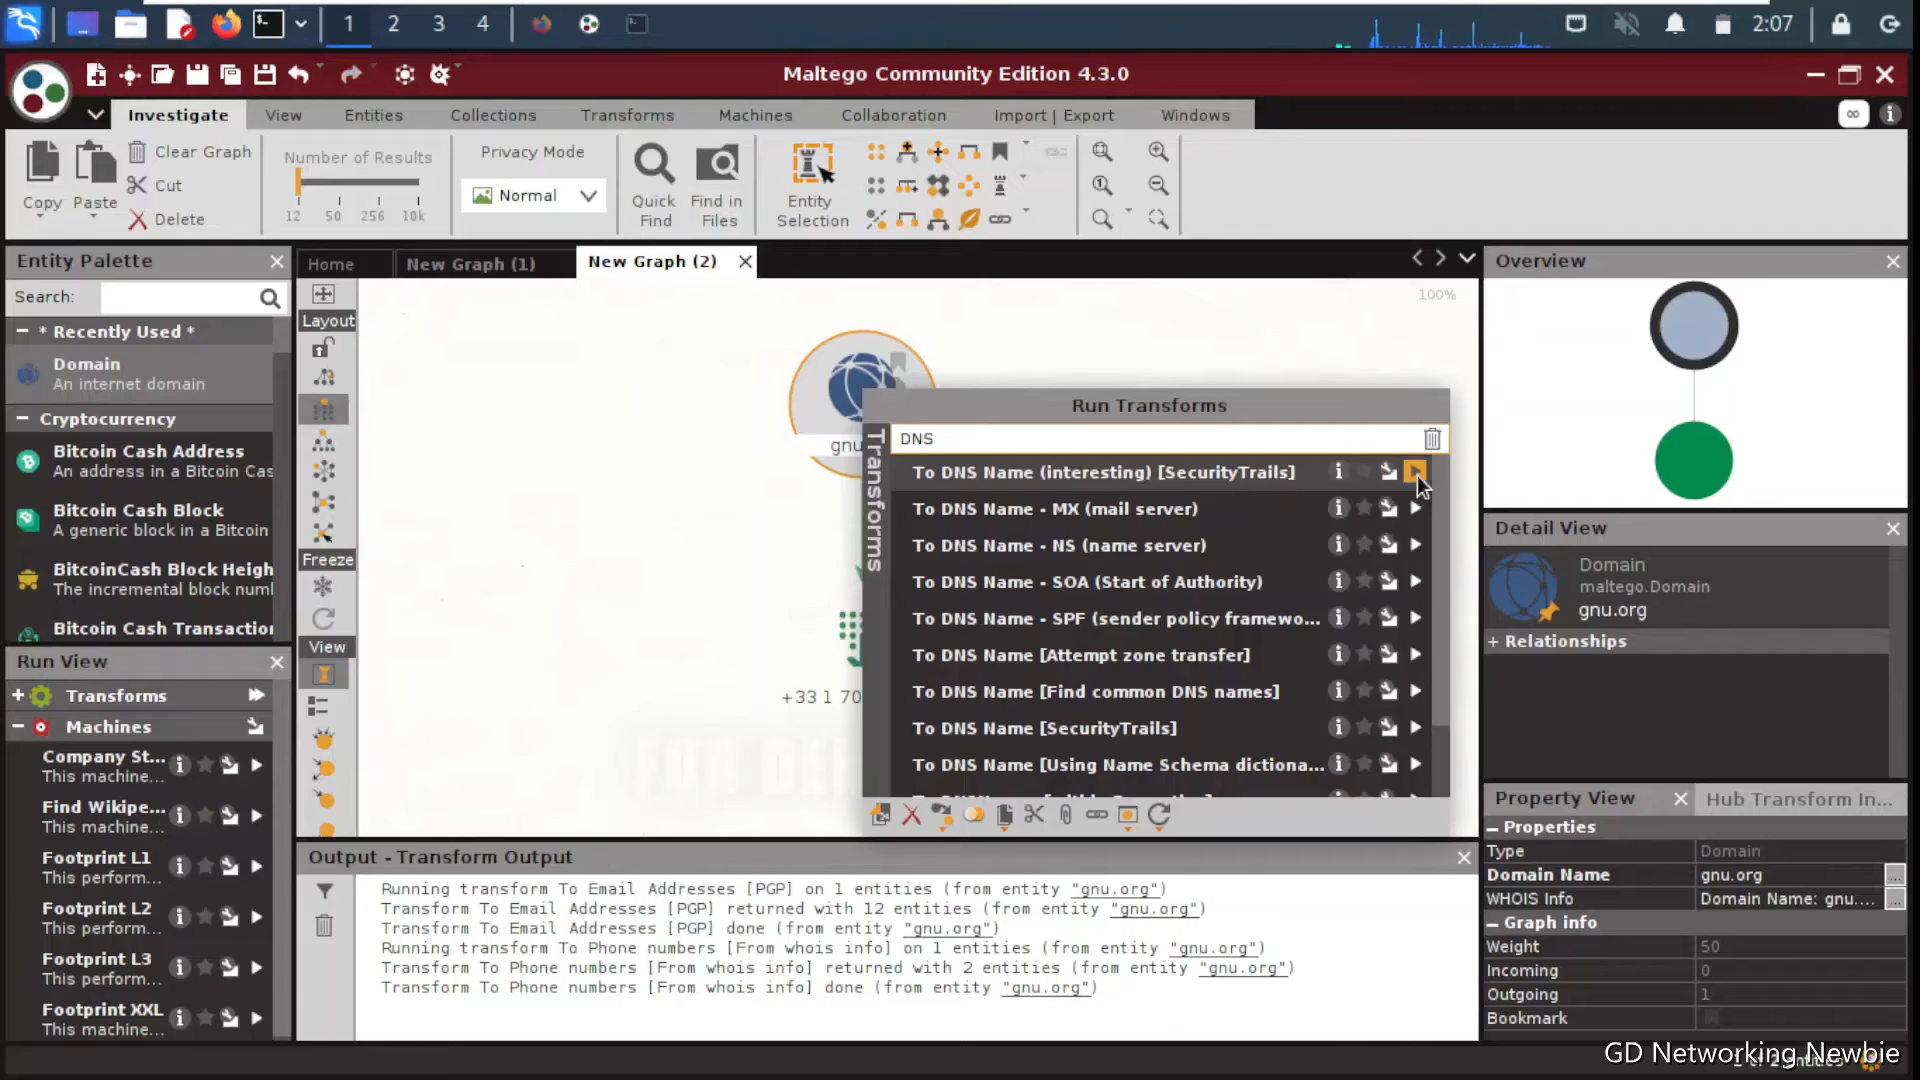 1 2 3 4
2:07
Maltego Community Edition 4.3.0
Investigate View Entities Collections Transforms Machines Collaboration Import | Export Windows
Copy
Paste
Clear Graph
Cut
Delete
Number of Results
12 50 256 10k
Privacy Mode
Normal
Quick
Find
Find in
Files
Entity
Selection
Entity Palette
Search:
* Recently Used *
Domain
An internet domain
Cryptocurrency
Bitcoin Cash Address
An address in a Bitcoin Cas
Bitcoin Cash Block
A generic block in a Bitcoin
BitcoinCash Block Heigh
The incremental block num
Bitcoin Cash Transaction
Run View
+ Transforms
Machines
Company St...
This machine...
Find Wikipe...
This machine...
Footprint L1
This perform...
Footprint L2
This perform...
Footprint L3
This perform...
Footprint XXL
This machine...
Home New Graph (1) New Graph (2)
Layout
Freeze
View
100%
gnu
+33 1 70
Run Transforms
Transforms
DNS
To DNS Name (interesting) [SecurityTrails]
To DNS Name - MX (mail server)
To DNS Name - NS (name server)
To DNS Name - SOA (Start of Authority)
To DNS Name - SPF (sender policy framewo...
To DNS Name [Attempt zone transfer]
To DNS Name [Find common DNS names]
To DNS Name [SecurityTrails]
To DNS Name [Using Name Schema dictiona...
Output - Transform Output
Running transform To Email Addresses [PGP] on 1 entities (from entity "gnu.org")
Transform To Email Addresses [PGP] returned with 12 entities (from entity "gnu.org")
Transform To Email Addresses [PGP] done (from entity "gnu.org")
Running transform To Phone numbers [From whois info] on 1 entities (from entity "gnu.org")
Transform To Phone numbers [From whois info] returned with 2 entities (from entity "gnu.org")
Transform To Phone numbers [From whois info] done (from entity "gnu.org")
Overview
Detail View
Domain
maltego.Domain
gnu.org
+ Relationships
Property View
Hub Transform In...
Properties
Type Domain
Domain Name gnu.org ...
WHOIS Info Domain Name: gnu.... ...
Graph info
Weight 50
Incoming 0
Outgoing 1
Bookmark
GD Networking Newbie